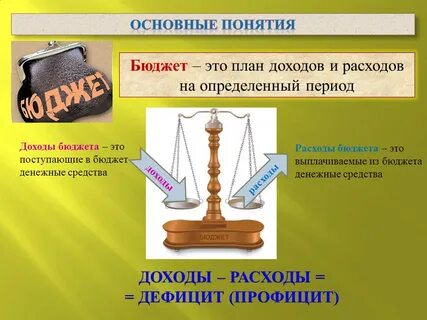 ОСНОВНЫЕ ПОНЯТИЯ
БЮДЖЕТ
Бюджет – это план доходов и расходов
на определенный период
Доходы бюджета – это
поступающие в бюджет
денежные средства
доходы
расходы
БЮДЖЕТ
Расходы бюджета – это
выплачиваемые из бюджета
денежные средства
ДОХОДЫ – РАСХОДЫ =
= ДЕФИЦИТ (ПРОФИЦИТ)